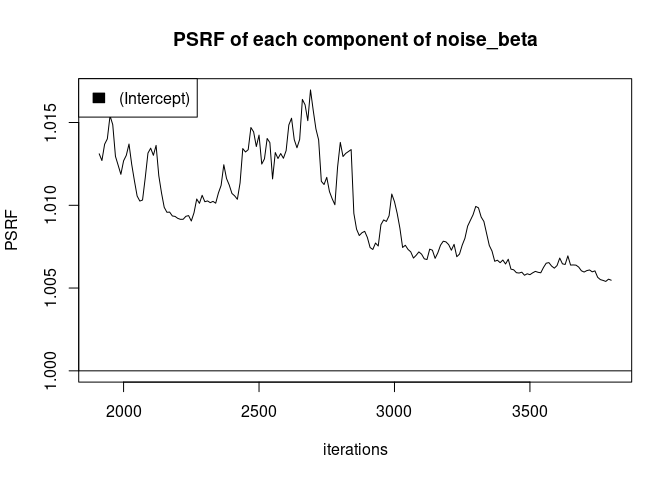 PSRF of each component of noise_beta
(Intercept)
1.015
1.010
1.005
1.000
PSRF
2000 2500 3000 3500
iterations